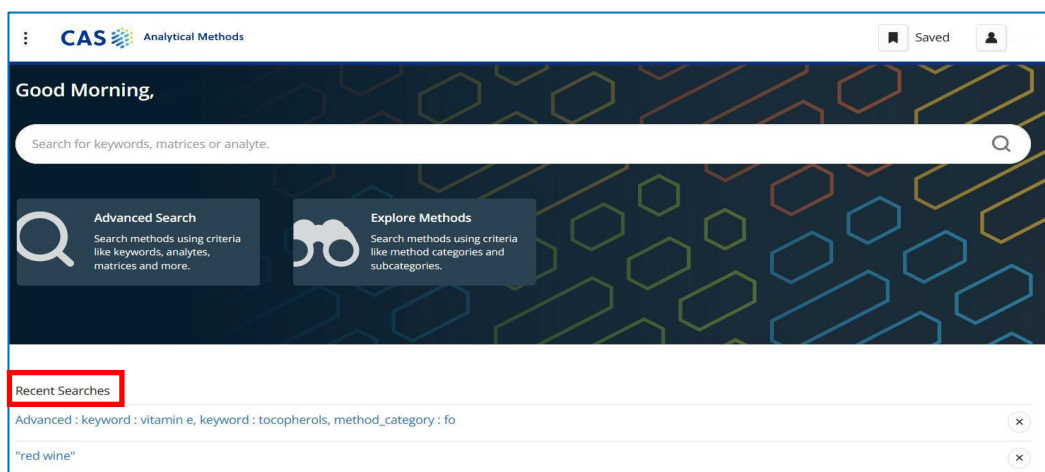 CAS Analytical Methods Saved
Good Morning,
Search for keywords, matrices or analyte.
Advanced Search
Search methods using criteria
like keywords, analytes,
matrices and more.
Explore Methods
Search methods using criteria
like method categories and
subcategories.
Recent Searches
Advanced : keyword : vitamin e, keyword : tocopherols, method_category : fo
"red wine"